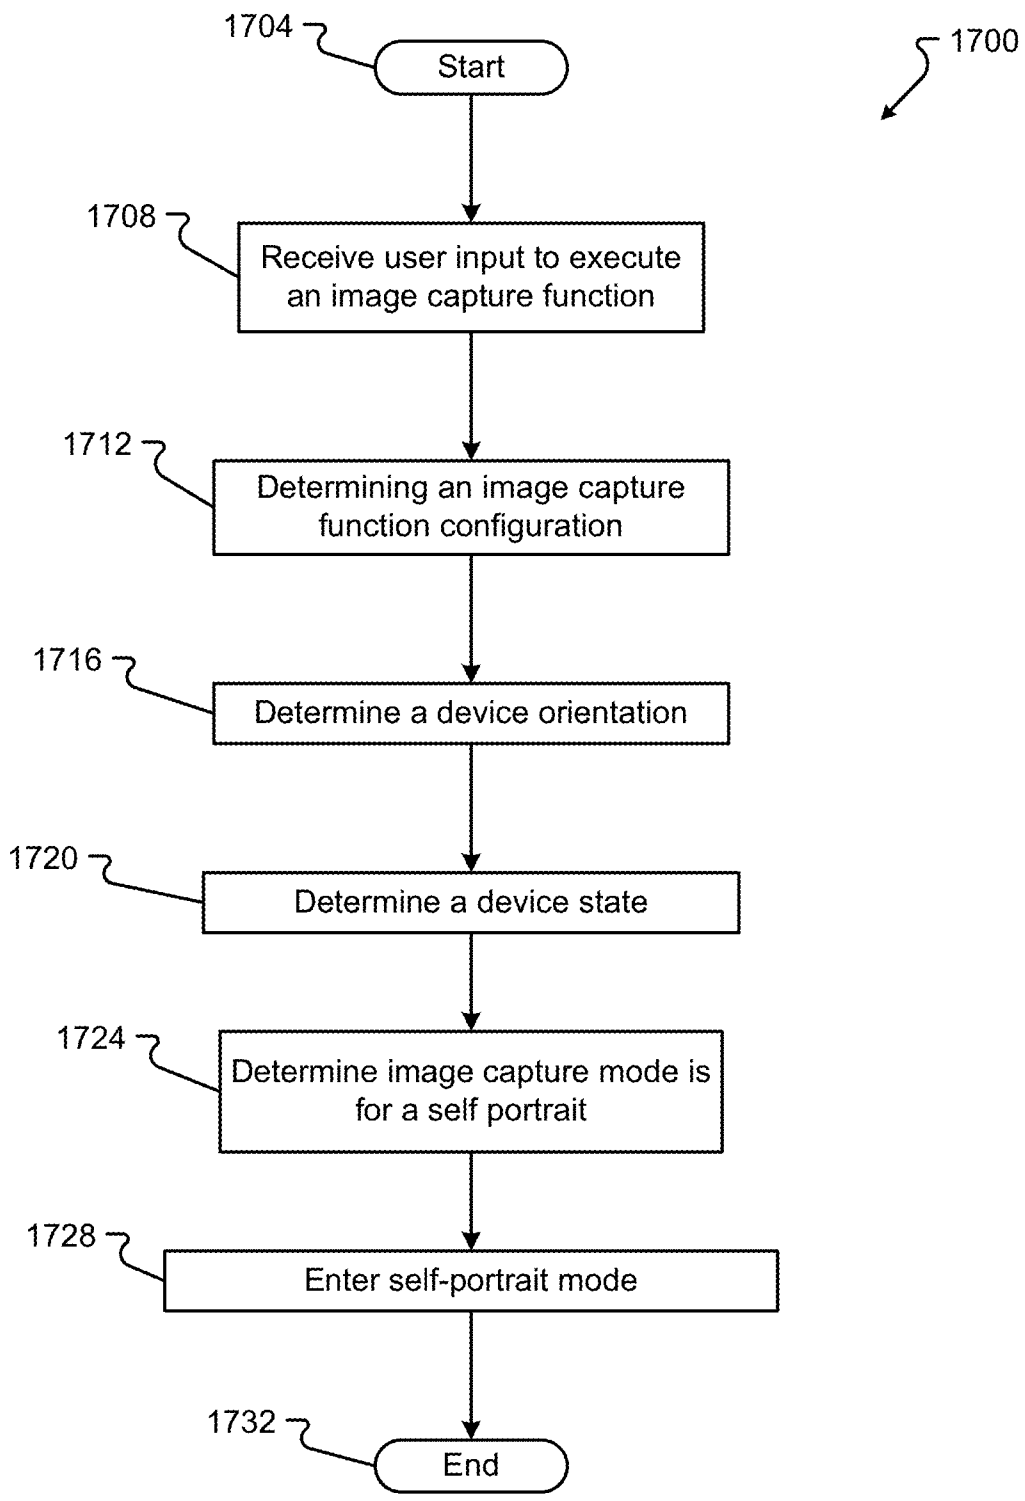 1704
Start
1700
1708
Receive user input to execute
an image capture function
1712
Determining an image capture
function configuration
1716
Determine a device orientation
1720
Determine a device state
1724
Determine image capture mode is
for a self portrait
1728
Enter self-portrait mode
1732
End